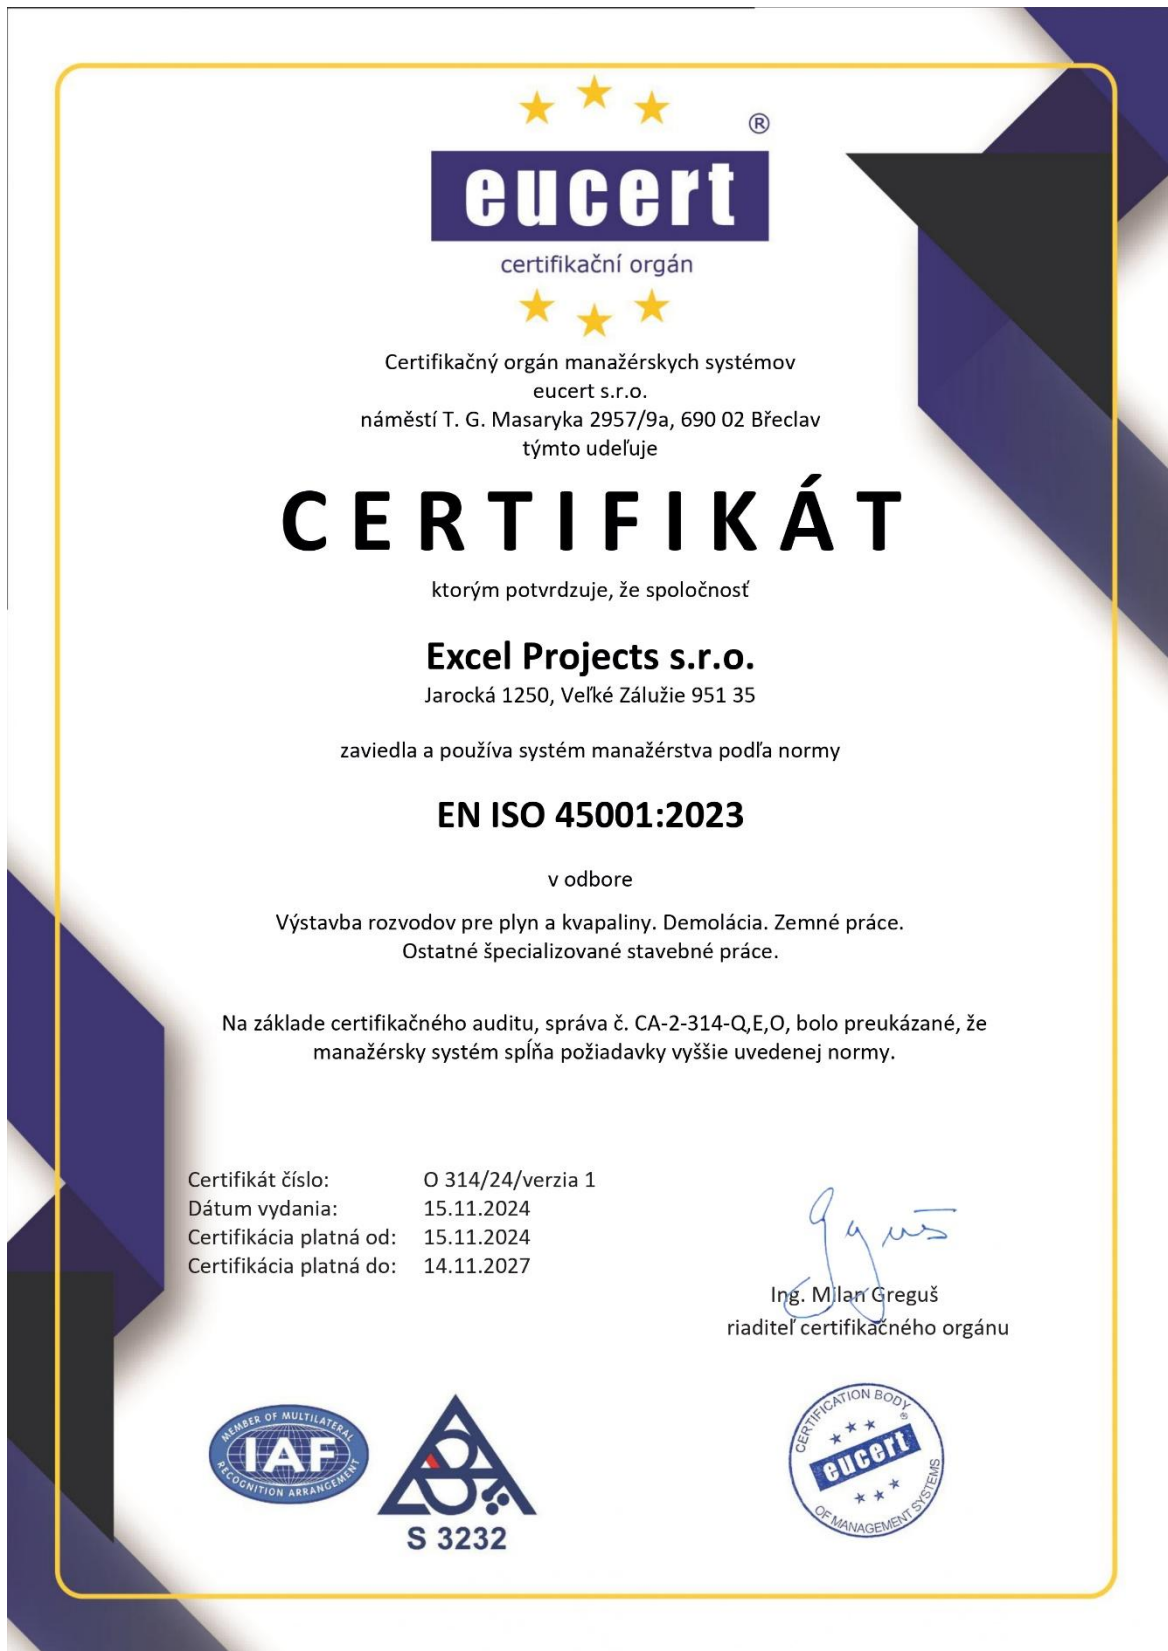 ®
eucert
certifikační orgán
Certifikačný orgán manažérskych systémov
eucert s.r.o.
náměstí T. G. Masaryka 2957/9a, 690 02 Břeclav
týmto udeľuje
CERTIFIKÁT
ktorým potvrdzuje, že spoločnosť
Excel Projects s.r.o.
Jarocká 1250, Veľké Zálužie 951 35
zaviedla a používa systém manažérstva podľa normy
EN ISO 45001:2023
v odbore
Výstavba rozvodov pre plyn a kvapaliny. Demolácia. Zemné práce.
Ostatné špecializované stavebné práce.
Na základe certifikačného auditu, správa č. CA-2-314-Q,E,O, bolo preukázané, že
manažérsky systém spĺňa požiadavky vyššie uvedenej normy.
Certifikát číslo: O 314/24/verzia 1
Dátum vydania: 15.11.2024
Certifikácia platná od: 15.11.2024
Certifikácia platná do: 14.11.2027
Ing. Milan Greguš
riaditeľ certifikačného orgánu
MEMBER OF MULTILATERAL
IAF
RECOGNITION ARRANGEMENT
S 3232
CERTIFICATION BODY
®
eucert
OF MANAGEMENT SYSTEMS